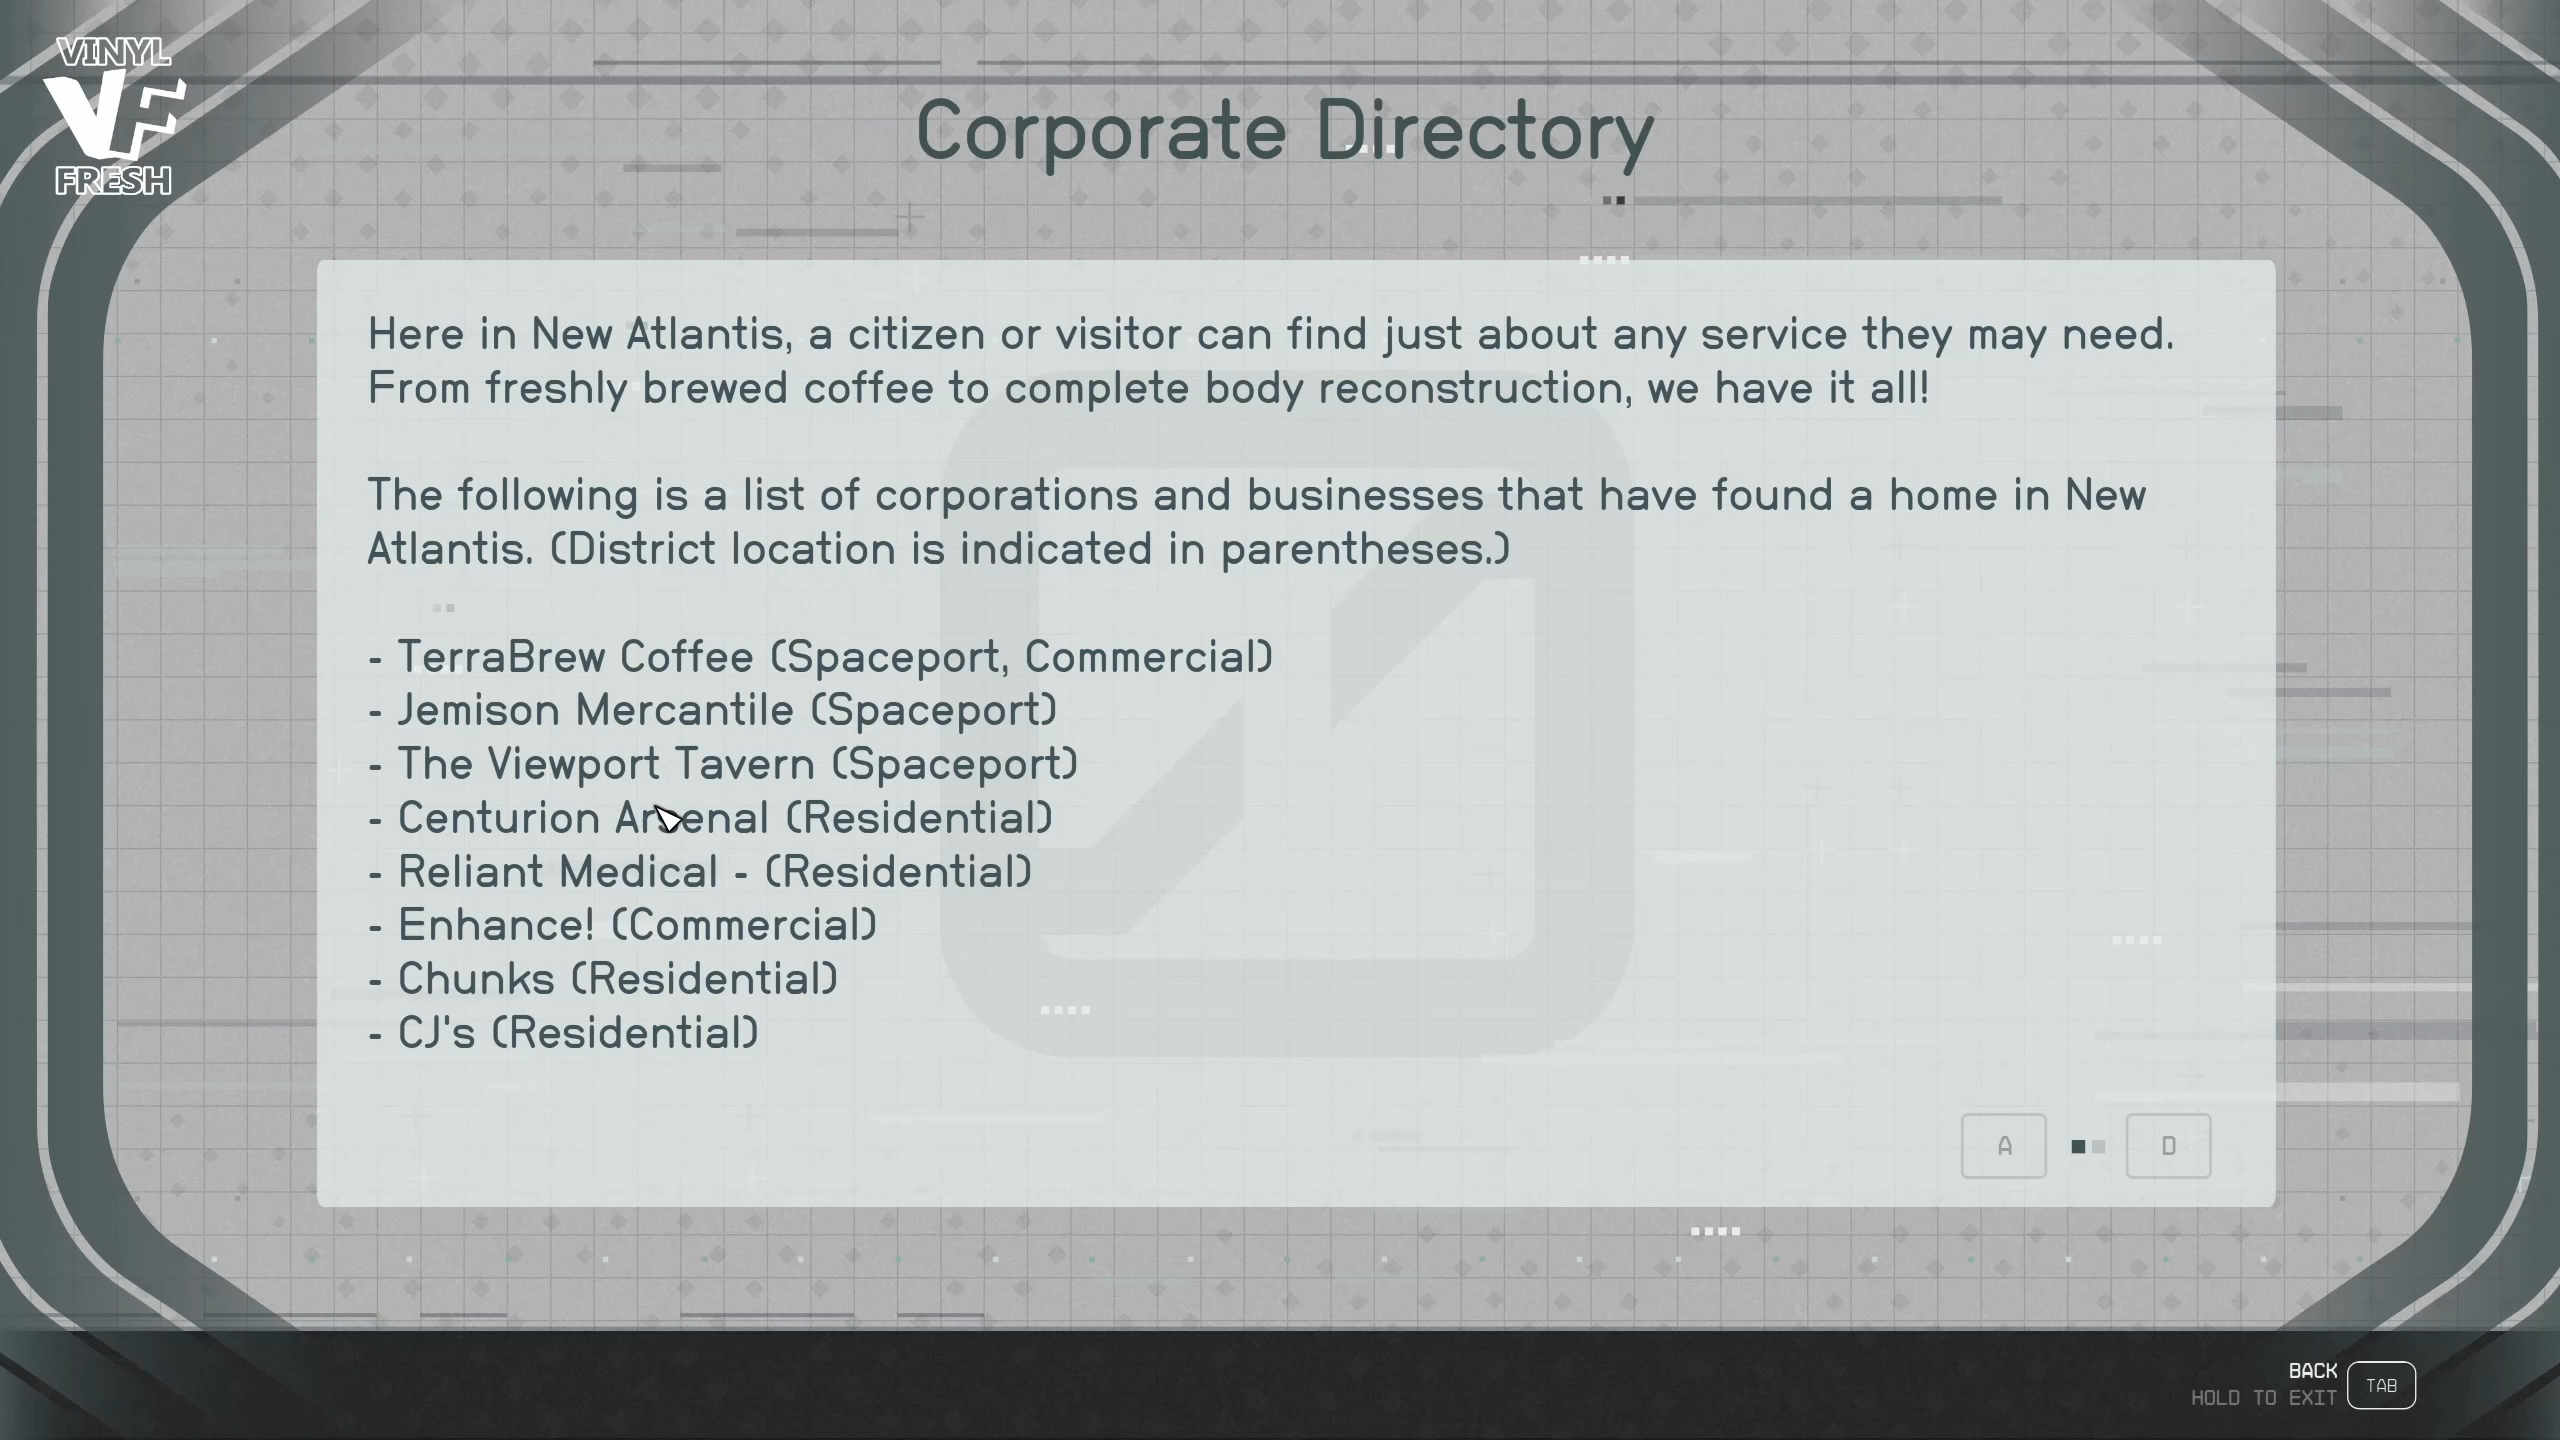 VINYL
VF
FRESH
Corporate Directory
Here in New Atlantis, a citizen or visitor can find just about any service they may need.
From freshly brewed coffee to complete body reconstruction, we have it all!
The following is a list of corporations and businesses that have found a home in New
Atlantis. (District location is indicated in parentheses.)
- TerraBrew Coffee (Spaceport, Commercial)
- Jemison Mercantile (Spaceport)
- The Viewport Tavern (Spaceport)
- Centurion Arsenal (Residential)
- Reliant Medical - (Residential)
- Enhance! (Commercial)
- Chunks (Residential)
- CJ's (Residential)
A D
BACK
HOLD TO EXIT TAB